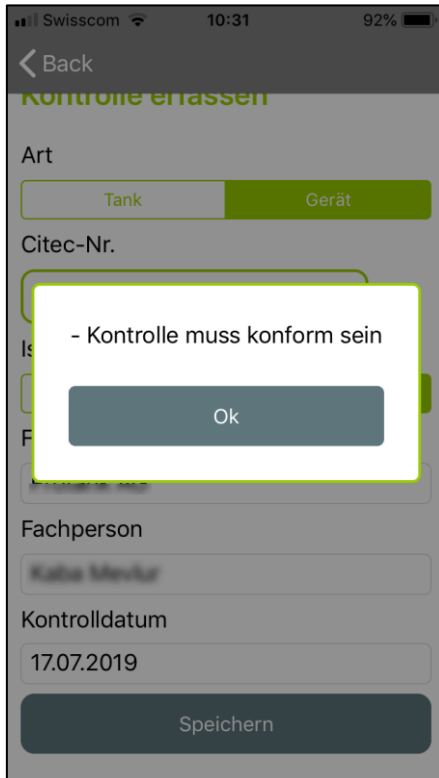 Swisscom 10:31 92%
Back
Kontrolle erfassen
Art
Tank Gerät
Citec-Nr.
- Kontrolle muss konform sein
Ok
Fachperson
Kontrolldatum
17.07.2019
Speichern